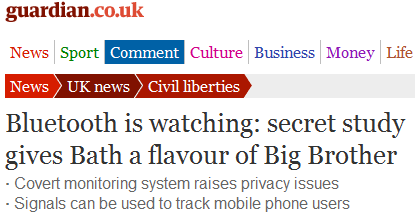 guardian.co.uk
News Sport Comment Culture Business Money Life
News UK news Civil liberties
Bluetooth is watching: secret study
gives Bath a flavour of Big Brother
· Covert monitoring system raises privacy issues
· Signals can be used to track mobile phone users